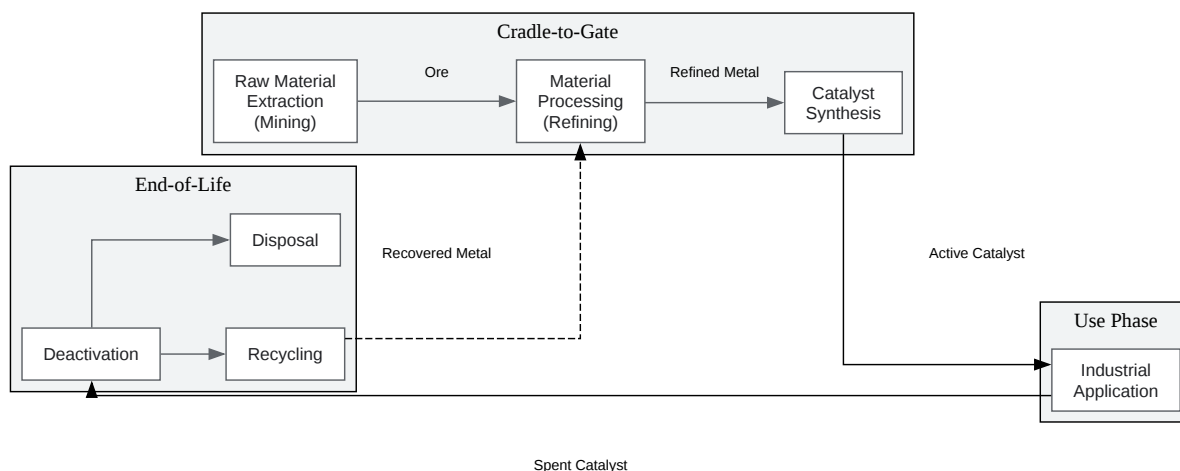 Cradle-to-Gate
Raw Material
Extraction
(Mining)
Ore
Material
Processing
(Refining)
Refined Metal
Catalyst
Synthesis
End-of-Life
Disposal
Deactivation
Recycling
Recovered Metal
Active Catalyst
Use Phase
Industrial
Application
Spent Catalyst